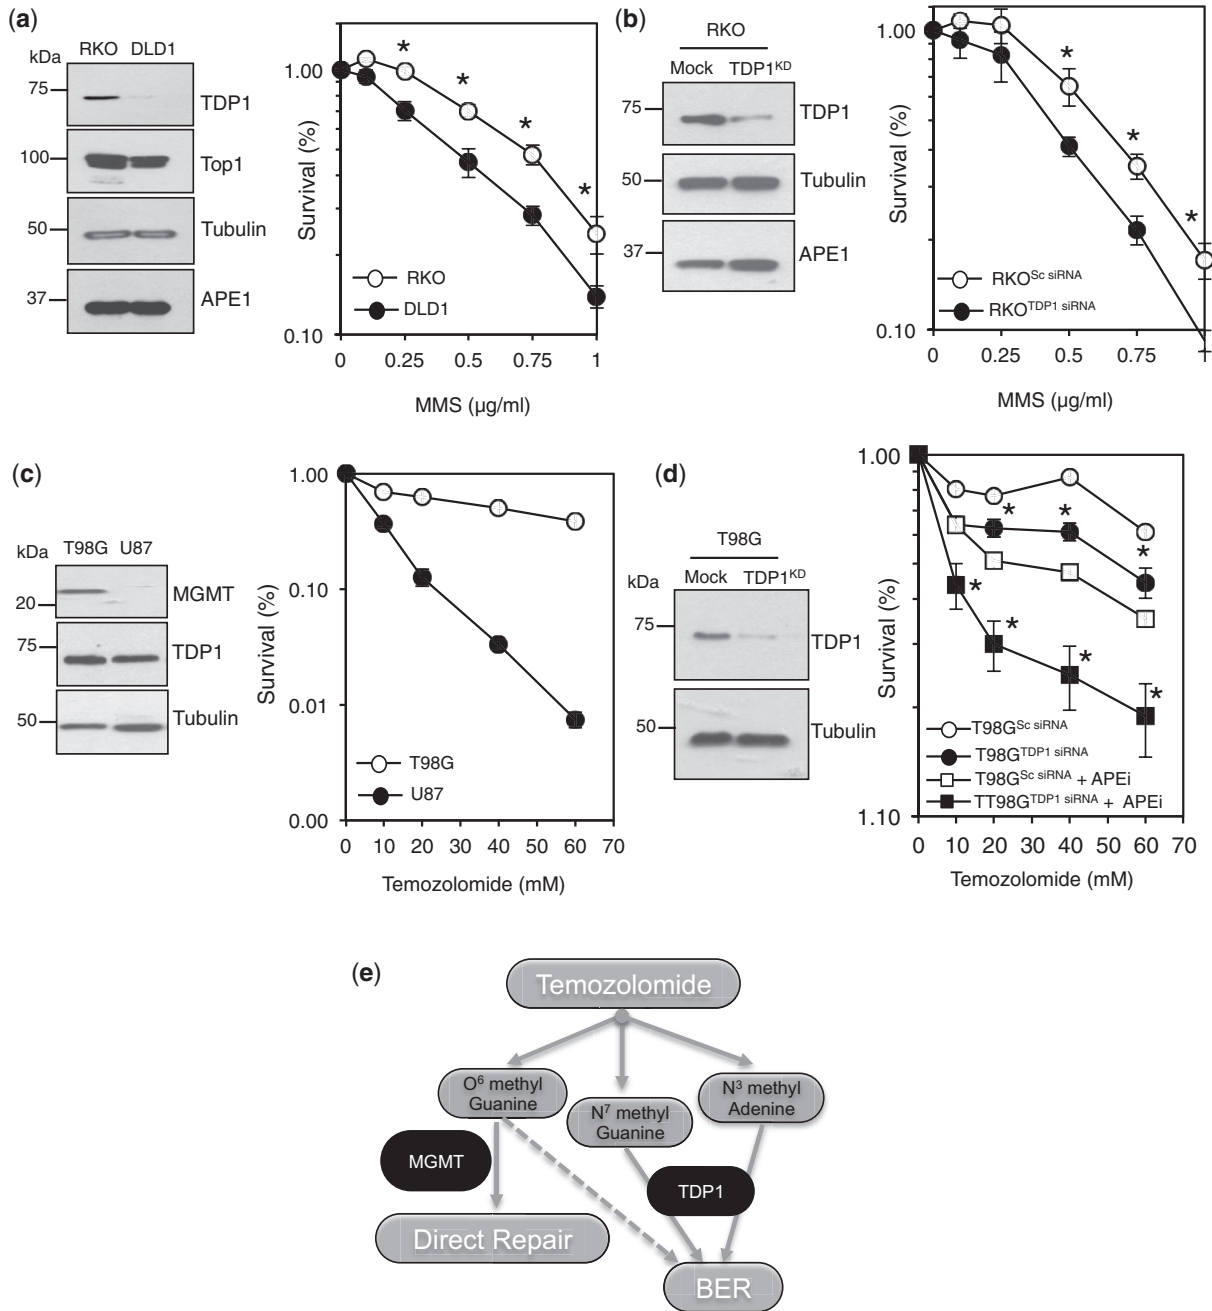 (a)
kDa
RKO DLD1
75
TDP1
100
Top1
50
Tubulin
37
APE1
Survival (%)
1.00
0.10
* * * *
RKO
DLD1
0 0.25 0.5 0.75 1
MMS (µg/ml)
(b)
RKO
Mock TDP1KD
75
TDP1
50
Tubulin
37
APE1
Survival (%)
1.00
0.10
* * *
RKOSc siRNA
RKOTDP1 siRNA
0 0.25 0.5 0.75 1
MMS (µg/ml)
(c)
kDa
T98G U87
20
MGMT
75
TDP1
50
Tubulin
Survival (%)
1.00
0.10
0.01
0.00
T98G
U87
0 10 20 30 40 50 60 70
Temozolomide (mM)
(d)
T98G
kDa
Mock TDP1KD
75
TDP1
50
Tubulin
Survival (%)
1.00
1.10
* * *
* * * *
T98GSc siRNA
T98GTDP1 siRNA
T98GSc siRNA + APEi
TT98GTDP1 siRNA + APEi
0 10 20 30 40 50 60 70
Temozolomide (mM)
(e)
Temozolomide
O6 methyl
Guanine
N7 methyl
Guanine
N3 methyl
Adenine
MGMT
TDP1
Direct Repair
BER